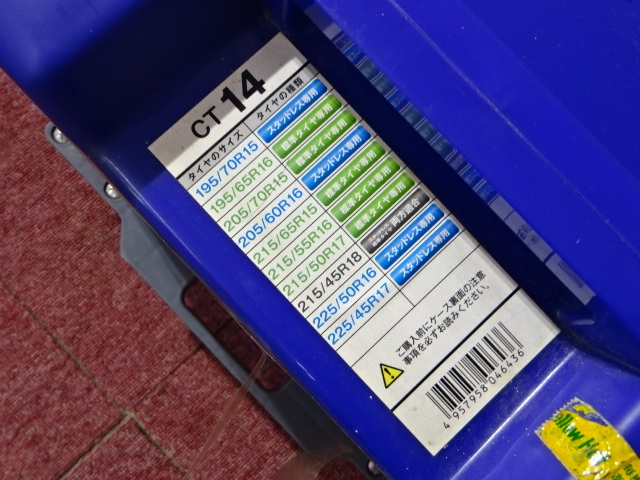 CT 14
タイヤのサイズ タイヤの種類
195/70R15 スタッドレス専用
195/65R16 標準タイヤ専用
205/70R15 標準タイヤ専用
205/60R16 スタッドレス専用
215/65R15 標準タイヤ専用
215/55R16 標準タイヤ専用
215/50R17 標準タイヤ専用
215/45R18 両方適合
225/50R16 スタッドレス専用
225/45R17 スタッドレス専用
ご購入前にケース裏面の注意
事項を必ずお読みください。
4 957958 046436